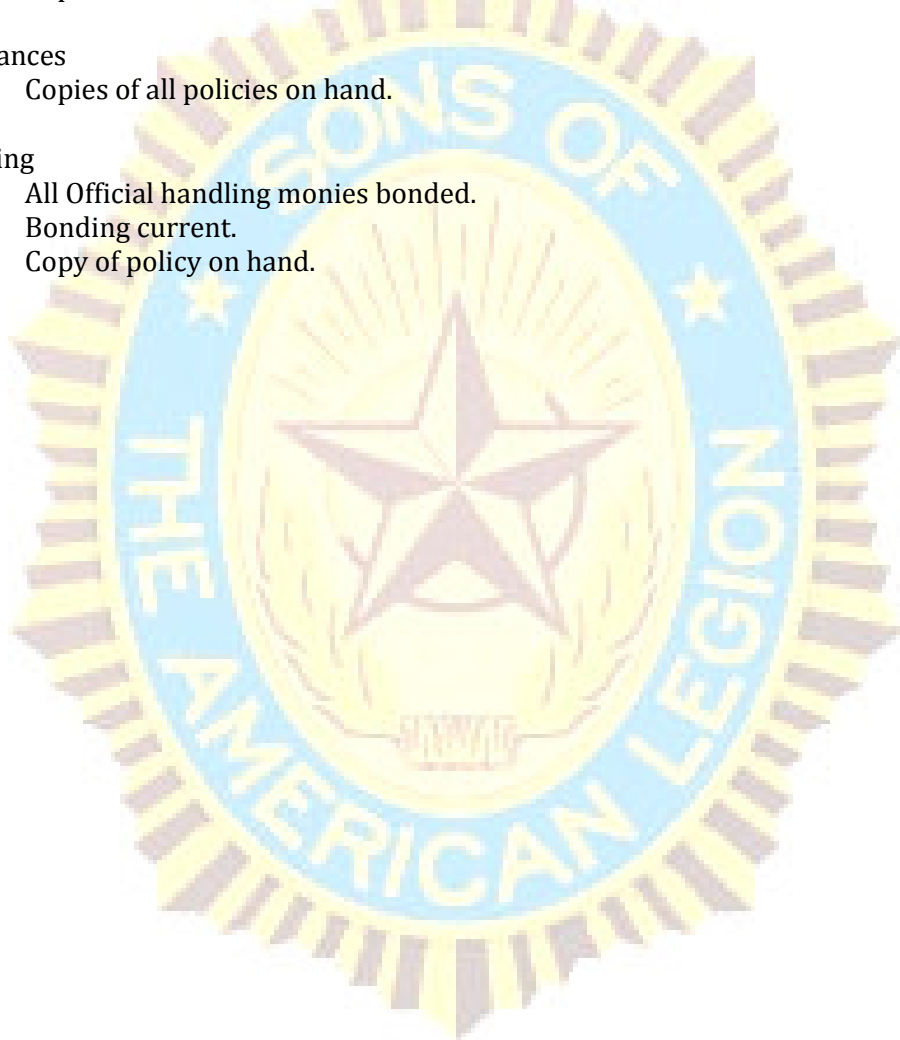 ances
Copies of all policies on hand.
ing
All Official handling monies bonded.
Bonding current.
Copy of policy on hand.
SONS OF
THE AMERICAN LEGION